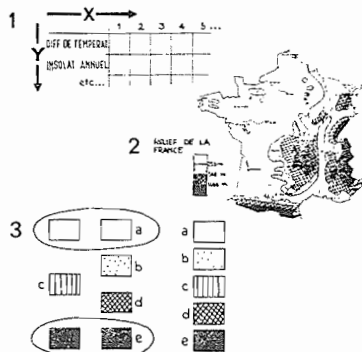 1
X
1 2 3 4 5 ...
Y
DIFF DE TEMPERAT
INSOLAT ANNUEL
etc...
2
RELIEF DE LA
FRANCE
3
a
b
c
d
e
a
b
c
d
e